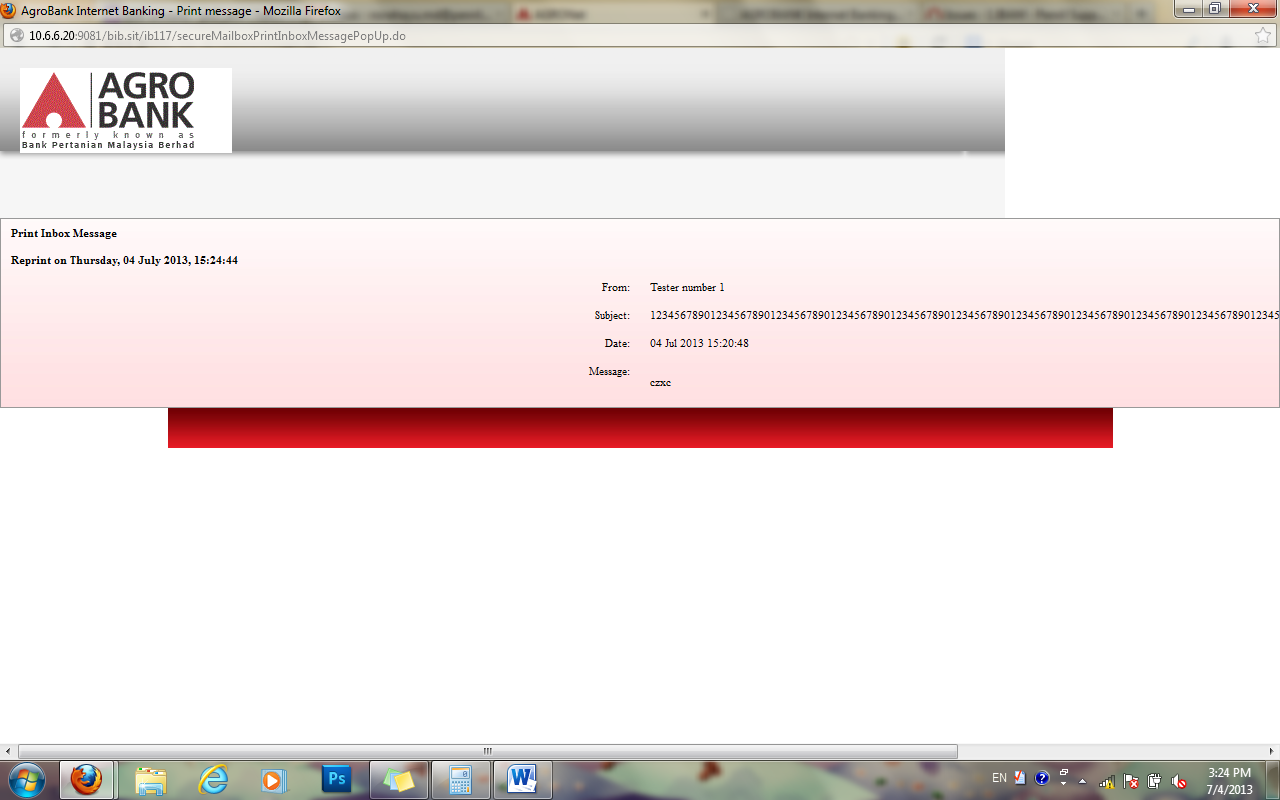 AgroBank Internet Banking - Print message - Mozilla Firefox
10.6.6.20:9081/bib.sit/ib117/secureMailboxPrintInboxMessagePopUp.do
AGRO
BANK
formerly known as
Bank Pertanian Malaysia Berhad
Print Inbox Message
Reprint on Thursday, 04 July 2013, 15:24:44
From: Tester number 1
Subject: 123456789012345678901234567890123456789012345678901234567890123456789012345678901234567890123456789012345
Date: 04 Jul 2013 15:20:48
Message:
czxc
Ps
W
EN
3:24 PM
7/4/2013